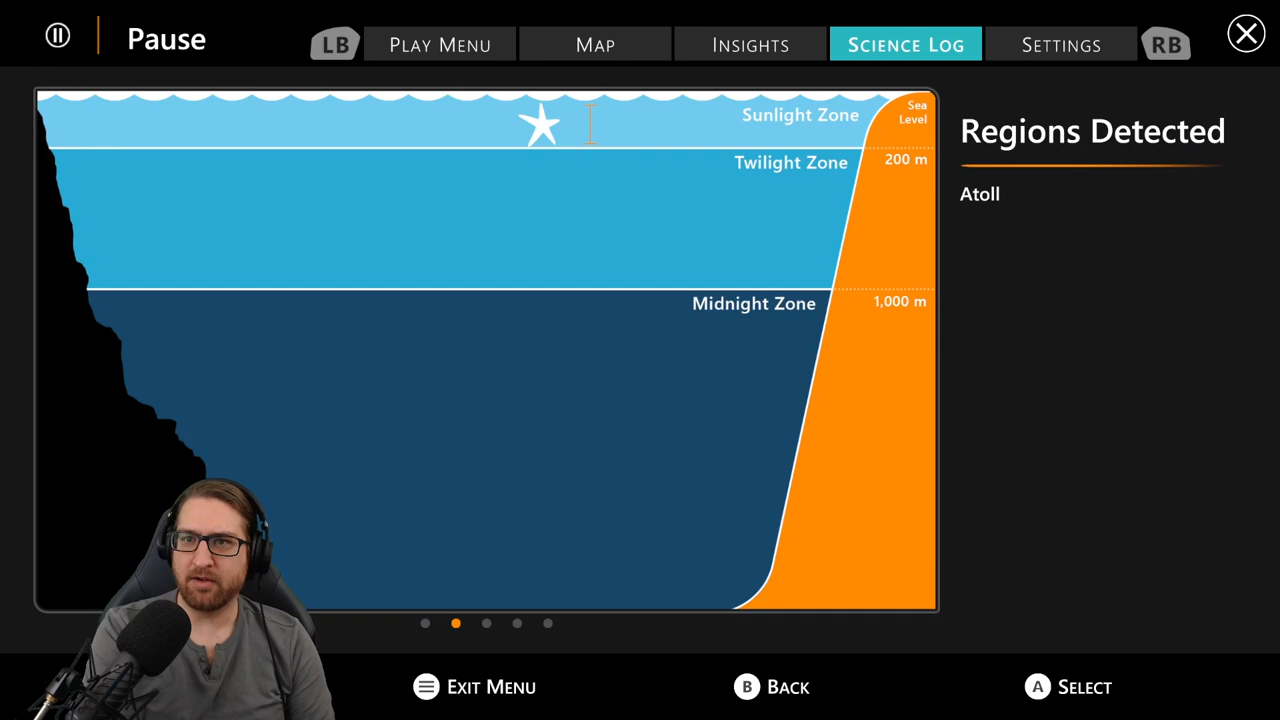 Pause
LB
PLAY MENU
MAP
INSIGHTS
SCIENCE LOG
SETTINGS
RB
Sunlight Zone
Sea
Level
Twilight Zone
200 m
Midnight Zone
1,000 m
Regions Detected
Atoll
EXIT MENU
B BACK
A SELECT